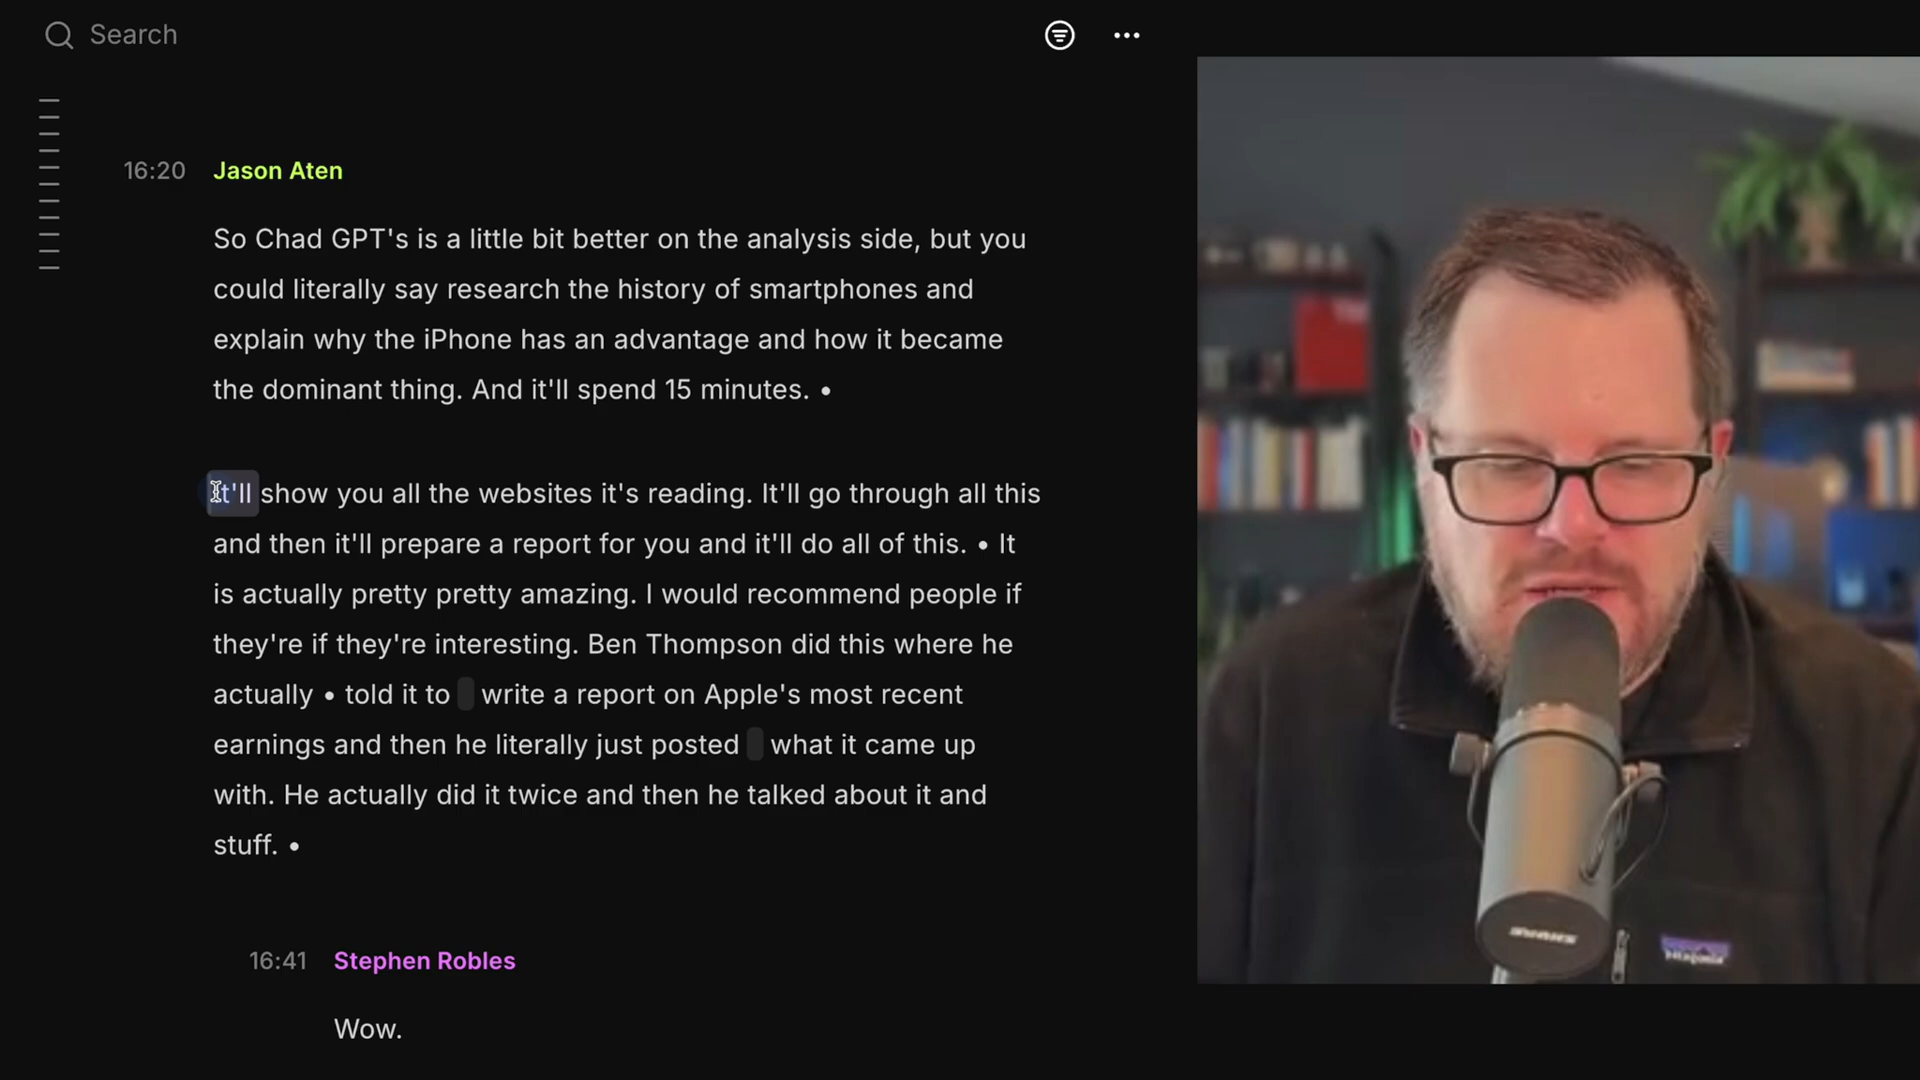 Search
16:20 Jason Aten
So Chad GPT's is a little bit better on the analysis side, but you
could literally say research the history of smartphones and
explain why the iPhone has an advantage and how it became
the dominant thing. And it'll spend 15 minutes. •
It'll show you all the websites it's reading. It'll go through all this
and then it'll prepare a report for you and it'll do all of this. • It
is actually pretty pretty amazing. I would recommend people if
they're if they're interesting. Ben Thompson did this where he
actually • told it to write a report on Apple's most recent
earnings and then he literally just posted what it came up
with. He actually did it twice and then he talked about it and
stuff. •
16:41 Stephen Robles
Wow.